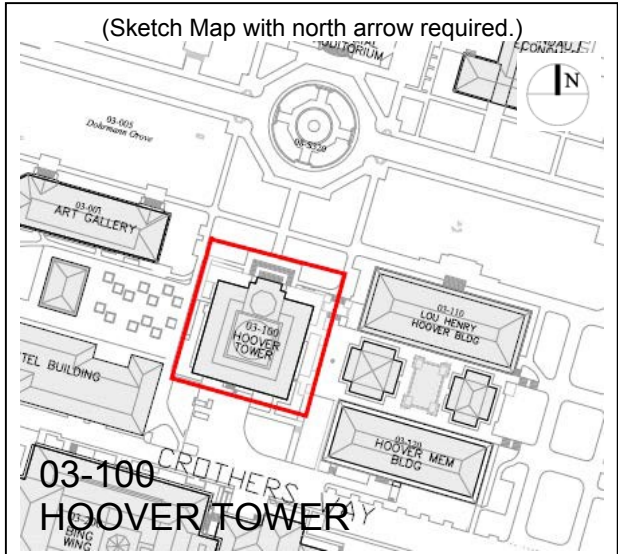 (Sketch Map with north arrow required.)
AUDITORIUM
N
03-005
Dohrmann Grove
03-005
ART GALLERY
03-100
HOOVER
TOWER
03-110
LOU HENRY
HOOVER BLDG
TEL BUILDING
03-120
HOOVER MEM
BLDG
CROTHERS WAY
03-100
HOOVER TOWER
BING
WING